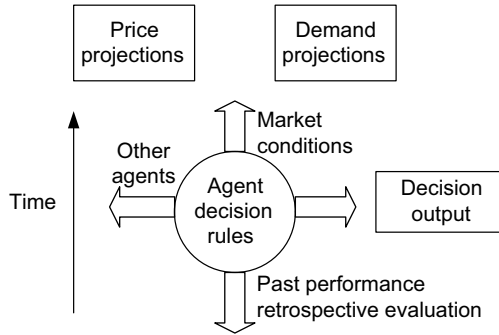 Price
projections
Demand
projections
Market
conditions
Other
agents
Time
Agent
decision
rules
Decision
output
Past performance
retrospective evaluation